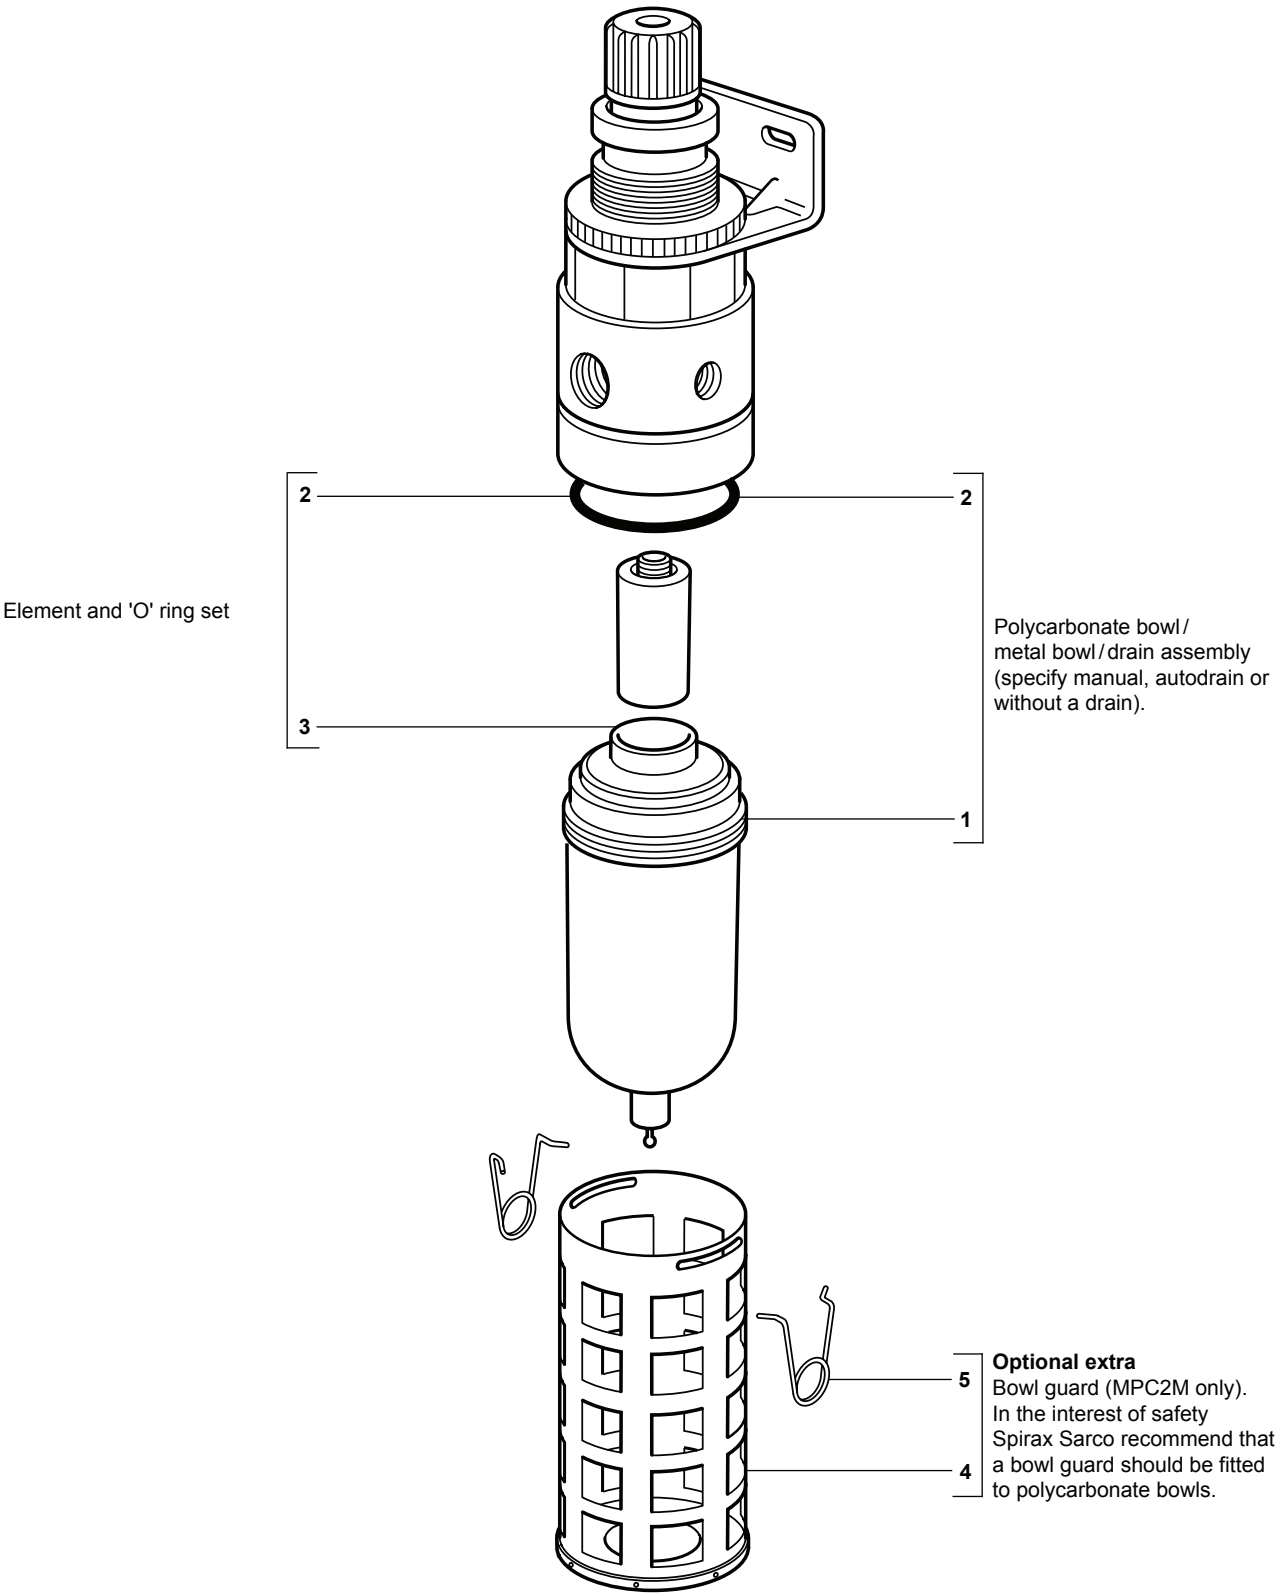 2
2
Element and 'O' ring set
Polycarbonate bowl/
metal bowl/drain assembly
(specify manual, autodrain or
without a drain).
3
1
5
Optional extra
Bowl guard (MPC2M only).
In the interest of safety
Spirax Sarco recommend that
a bowl guard should be fitted
to polycarbonate bowls.
4